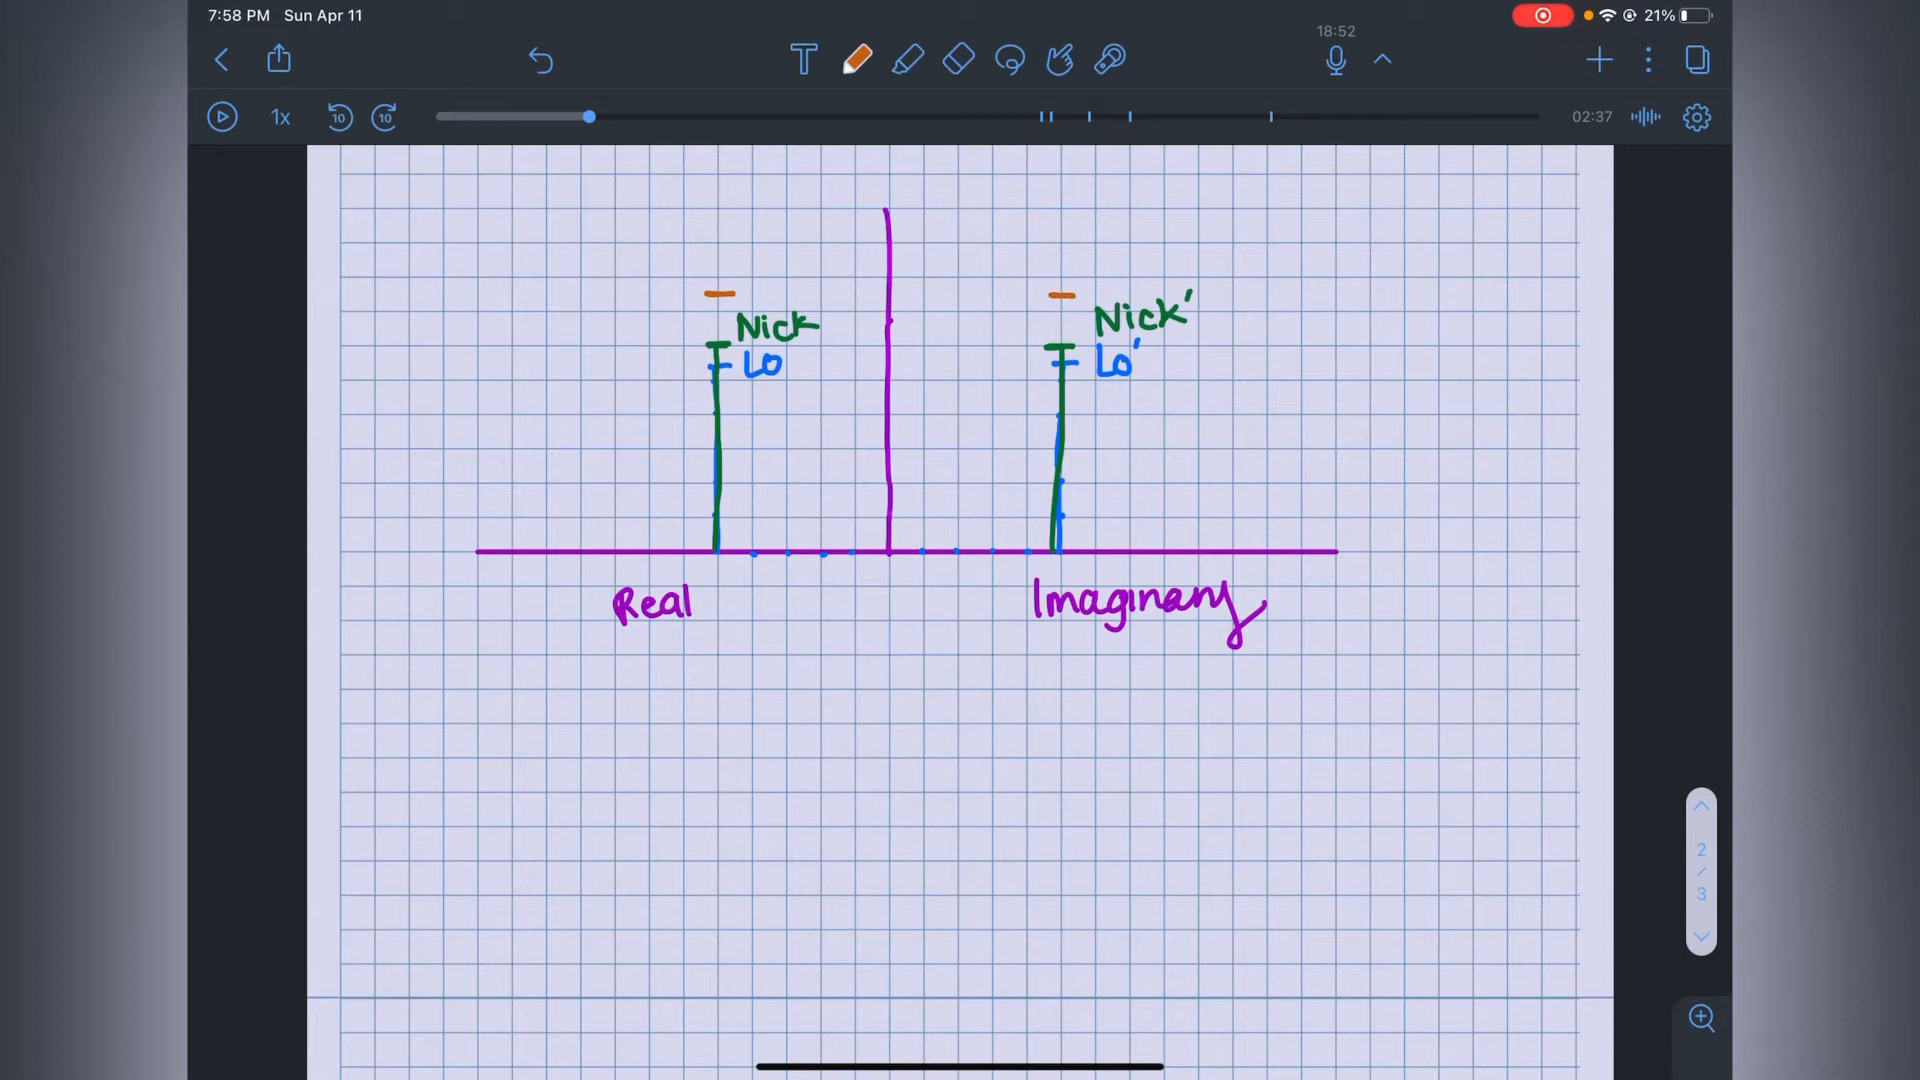 7:58 PM Sun Apr 11
21%
18:52
T
1x
10
10
02:37
Nick
Nick'
Lo
Lo'
Real
Imaginary
2
/
3